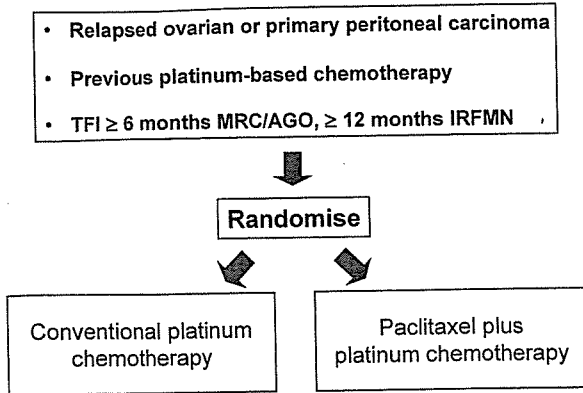 • Relapsed ovarian or primary peritoneal carcinoma
• Previous platinum-based chemotherapy
• TFI ≥ 6 months MRC/AGO, ≥ 12 months IRFMN
Randomise
Conventional platinum
chemotherapy
Paclitaxel plus
platinum chemotherapy